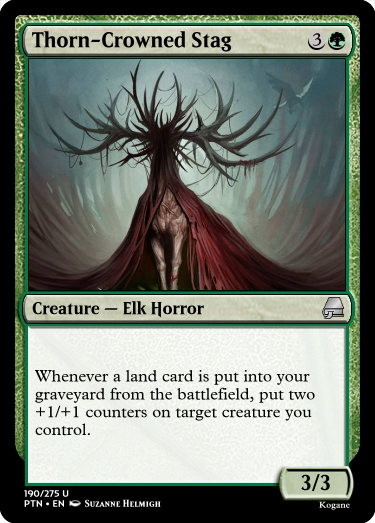 Thorn-Crowned Stag 3
Creature — Elk Horror
Whenever a land card is put into your
graveyard from the battlefield, put two
+1/+1 counters on target creature you
control.
3/3
190/275 U
PTN • EN Suzanne Helmigh
Kogane